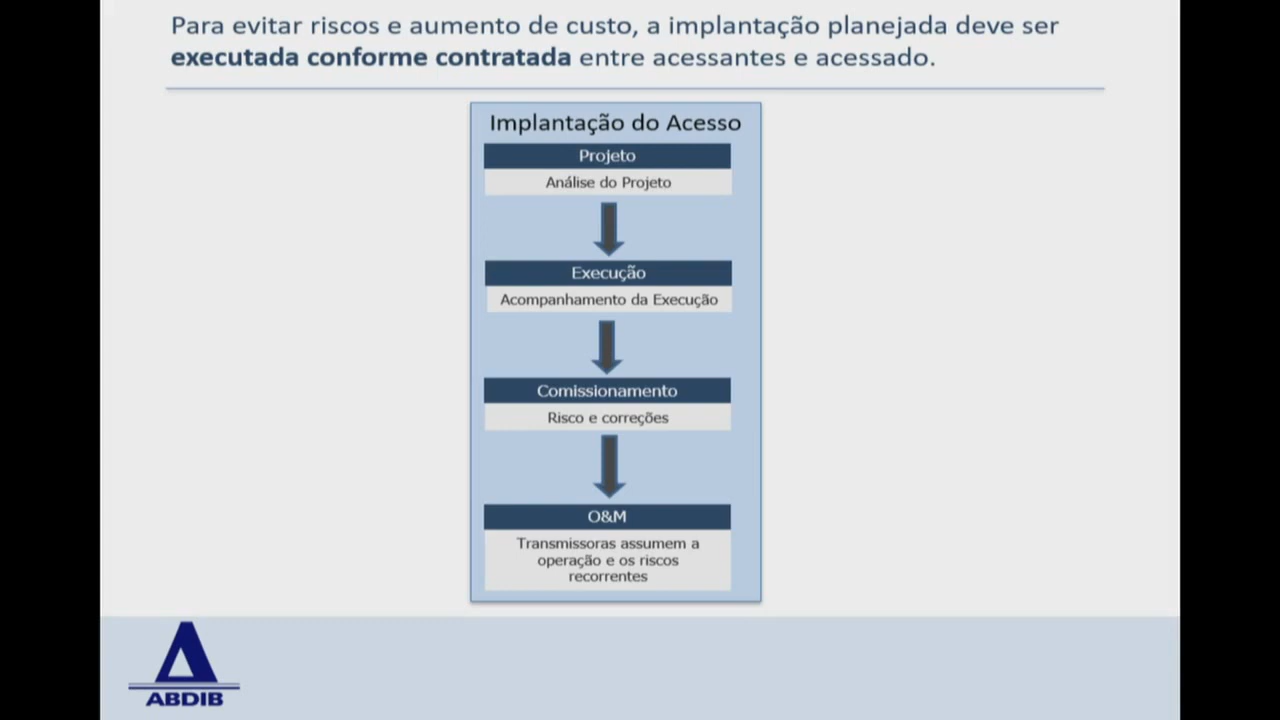 Para evitar riscos e aumento de custo, a implantação planejada deve ser
executada conforme contratada entre acessantes e acessado.
Implantação do Acesso
Projeto
Análise do Projeto
Execução
Acompanhamento da Execução
Comissionamento
Risco e correções
O&M
Transmissoras assumem a
operação e os riscos
recorrentes
ABDIB